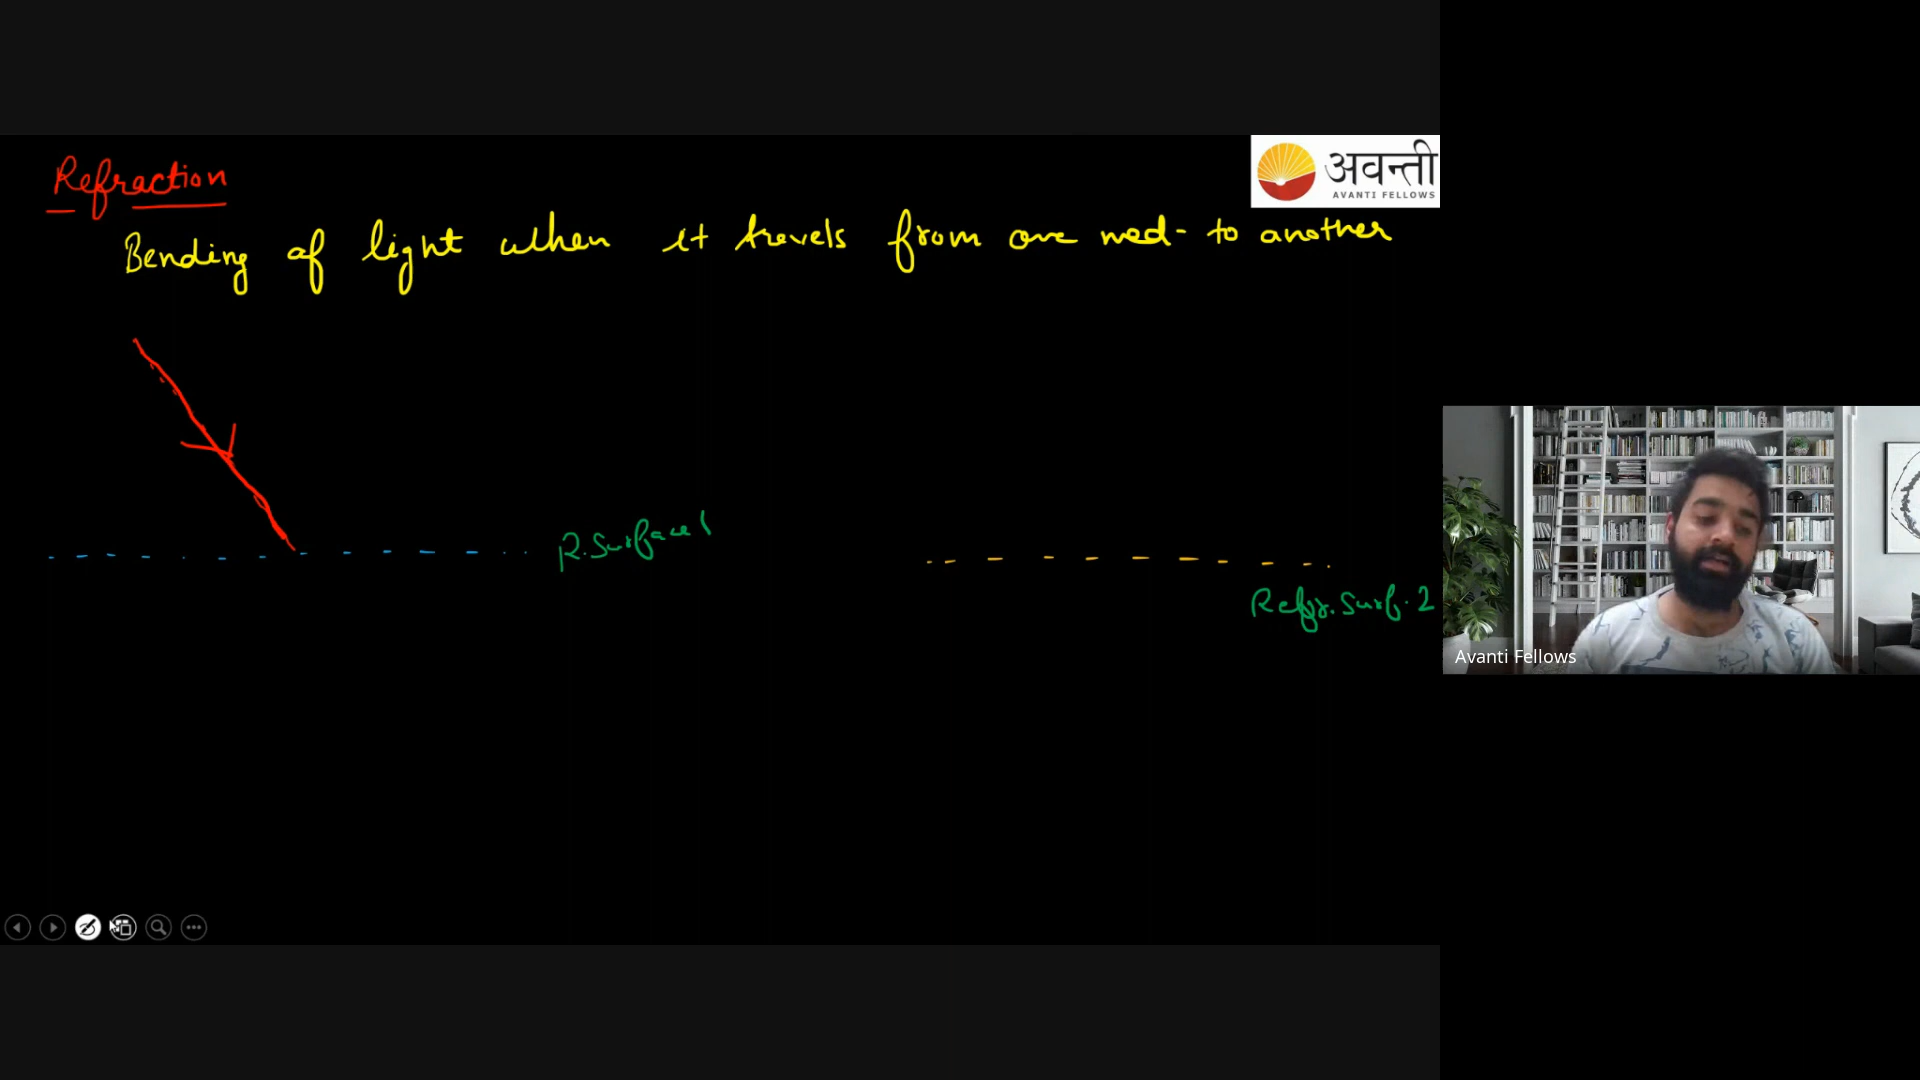 Refraction
अवन्ती
AVANTI FELLOWS
Bending of light when it travels from one med- to another
R.Surface 1
Refr. Surf. 2
Avanti Fellows